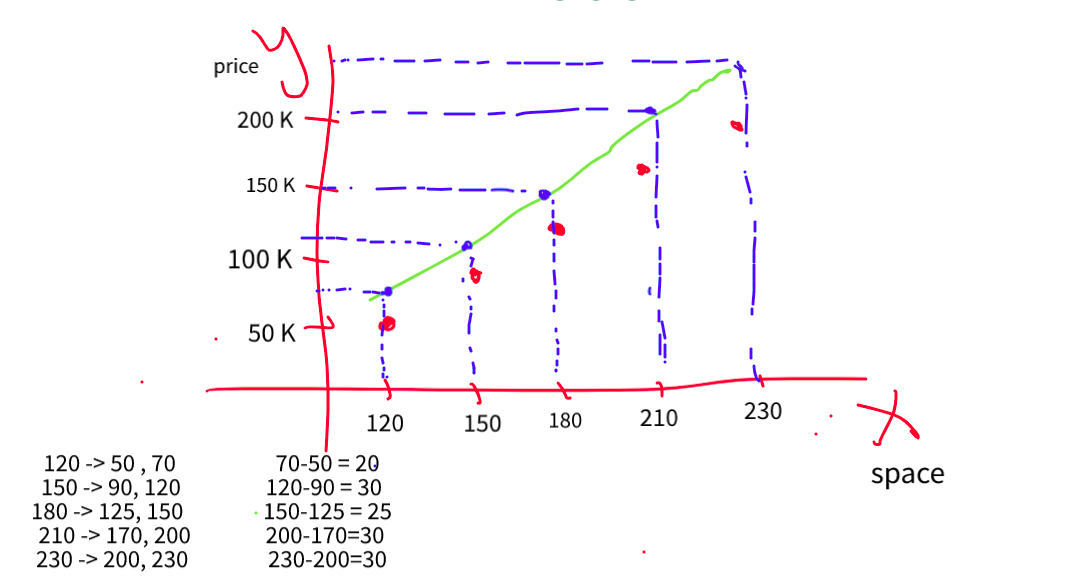 y
price
200 K
150 K
100 K
50 K
120 150 180 210 230
X
space
120 -> 50 , 70 70-50 = 20
150 -> 90, 120 120-90 = 30
180 -> 125, 150 150-125 = 25
210 -> 170, 200 200-170=30
230 -> 200, 230 230-200=30